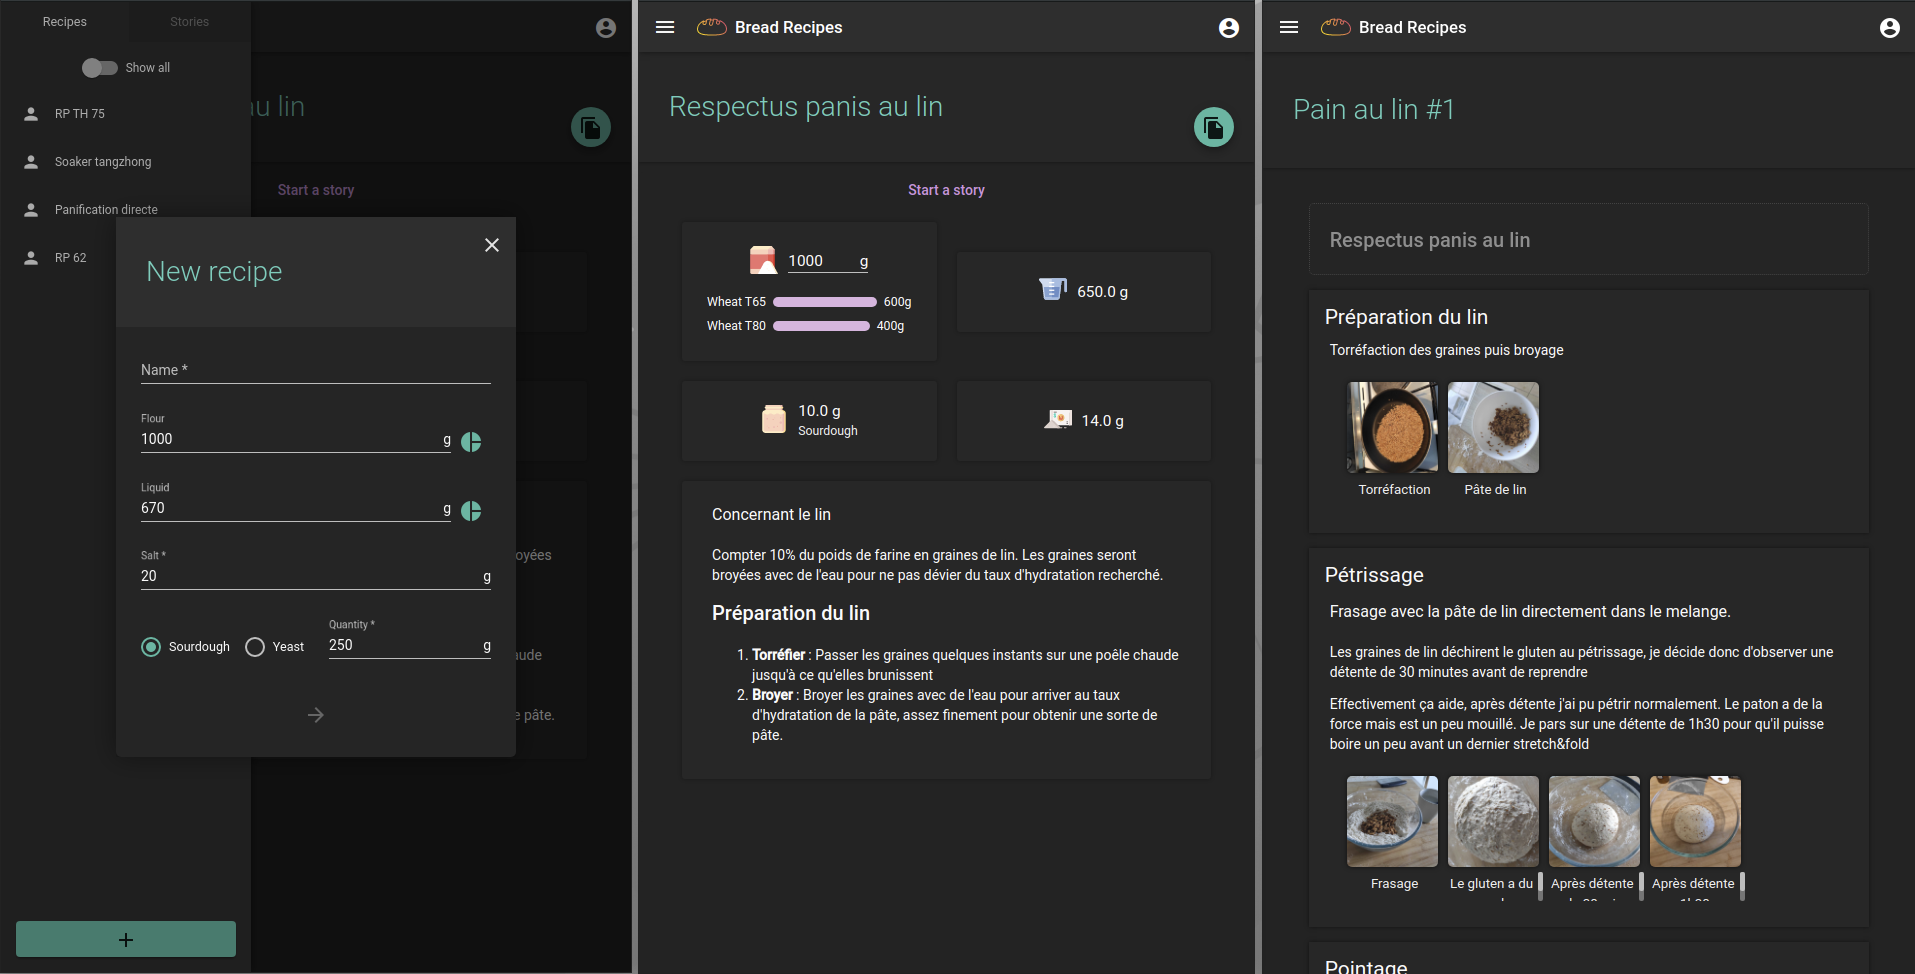 Recipes
Stories
Show all
RP TH 75
Soaker tangzhong
Panification directe
RP 62
au lin
Start a story
New recipe
Name *
Flour
1000 g
Liquid
670 g
Salt *
20 g
Sourdough
Yeast
Quantity *
250 g
oyées
ude
e pâte.
+
Bread Recipes
Respectus panis au lin
Start a story
1000 g
Wheat T65 600g
Wheat T80 400g
650.0 g
10.0 g
Sourdough
14.0 g
Concernant le lin
Compter 10% du poids de farine en graines de lin. Les graines seront
broyées avec de l'eau pour ne pas dévier du taux d'hydratation recherché.
Préparation du lin
1. Torréfier : Passer les graines quelques instants sur une poêle chaude
jusqu'à ce qu'elles brunissent
2. Broyer : Broyer les graines avec de l'eau pour arriver au taux
d'hydratation de la pâte, assez finement pour obtenir une sorte de
pâte.
Bread Recipes
Pain au lin #1
Respectus panis au lin
Préparation du lin
Torréfaction des graines puis broyage
Torréfaction
Pâte de lin
Pétrissage
Frasage avec la pâte de lin directement dans le melange.
Les graines de lin déchirent le gluten au pétrissage, je décide donc d'observer une
détente de 30 minutes avant de reprendre
Effectivement ça aide, après détente j'ai pu pétrir normalement. Le paton a de la
force mais est un peu mouillé. Je pars sur une détente de 1h30 pour qu'il puisse
boire un peu avant un dernier stretch&fold
Frasage
Le gluten a du
Après détente
Après détente
Pointage